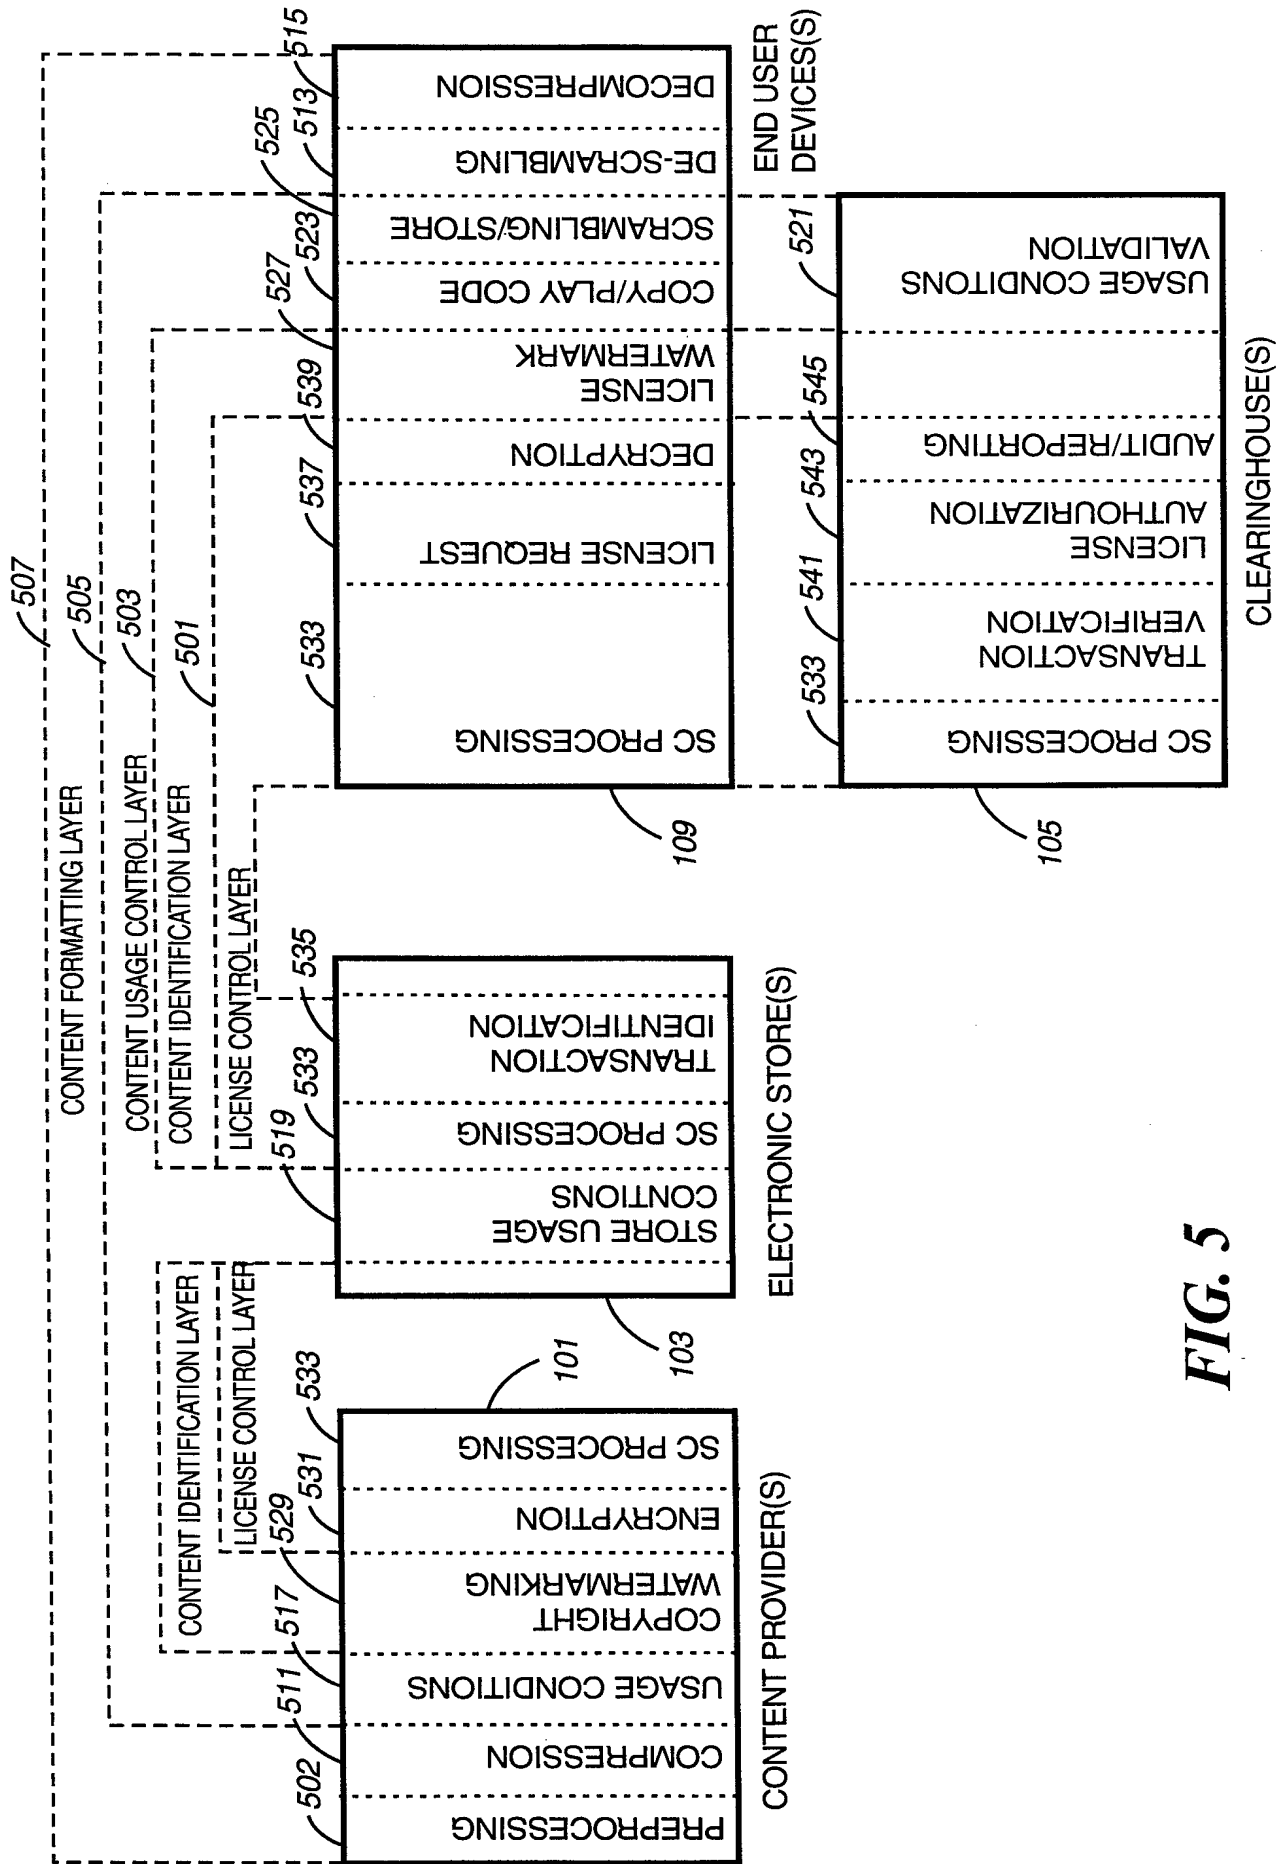 507
CONTENT FORMATTING LAYER
505
CONTENT USAGE CONTROL LAYER
503
CONTENT IDENTIFICATION LAYER
501
LICENSE CONTROL LAYER
CONTENT IDENTIFICATION LAYER
LICENSE CONTROL LAYER
502
511
517
529
531
533
PREPROCESSING
COMPRESSION
USAGE CONDITIONS
COPYRIGHT
WATERMARKING
ENCRYPTION
SC PROCESSING
101
CONTENT PROVIDER(S)
519
533
535
STORE USAGE
CONTIONS
SC PROCESSING
TRANSACTION
IDENTIFICATION
103
ELECTRONIC STORE(S)
533
537
539
527
523
525
513
515
SC PROCESSING
LICENSE REQUEST
DECRYPTION
LICENSE
WATERMARK
COPY/PLAY CODE
SCRAMBLING/STORE
DE-SCRAMBLING
DECOMPRESSION
109
END USER
DEVICES(S)
533
541
543
545
521
SC PROCESSING
TRANSACTION
VERIFICATION
LICENSE
AUTHOURIZATION
AUDIT/REPORTING
USAGE CONDITONS
VALIDATION
105
CLEARINGHOUSE(S)
FIG. 5